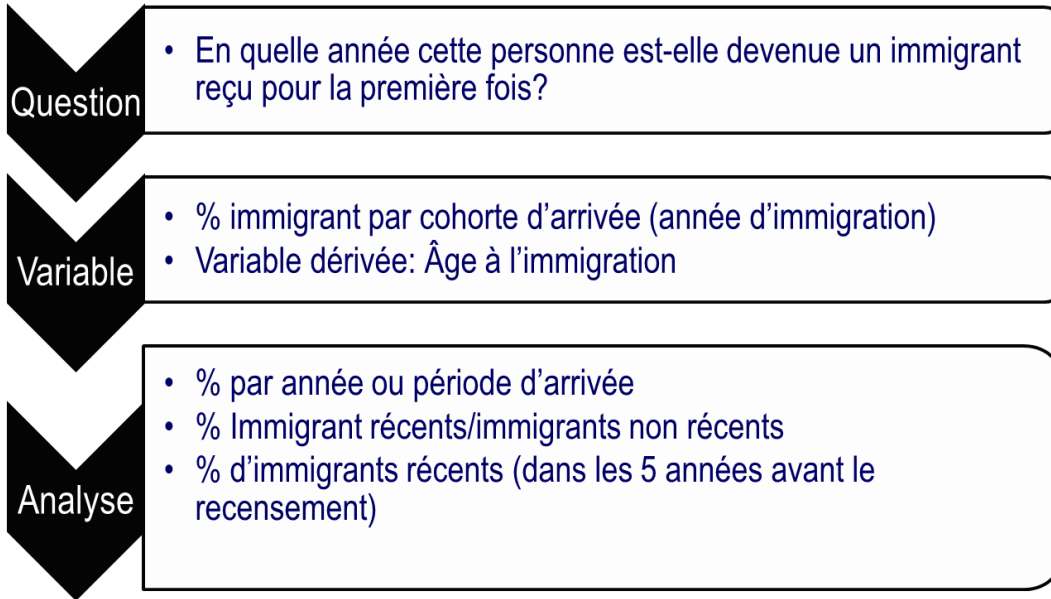 Question
• En quelle année cette personne est-elle devenue un immigrant
reçu pour la première fois?
Variable
• % immigrant par cohorte d’arrivée (année d’immigration)
• Variable dérivée: Âge à l’immigration
Analyse
• % par année ou période d’arrivée
• % Immigrant récents/immigrants non récents
• % d’immigrants récents (dans les 5 années avant le
recensement)